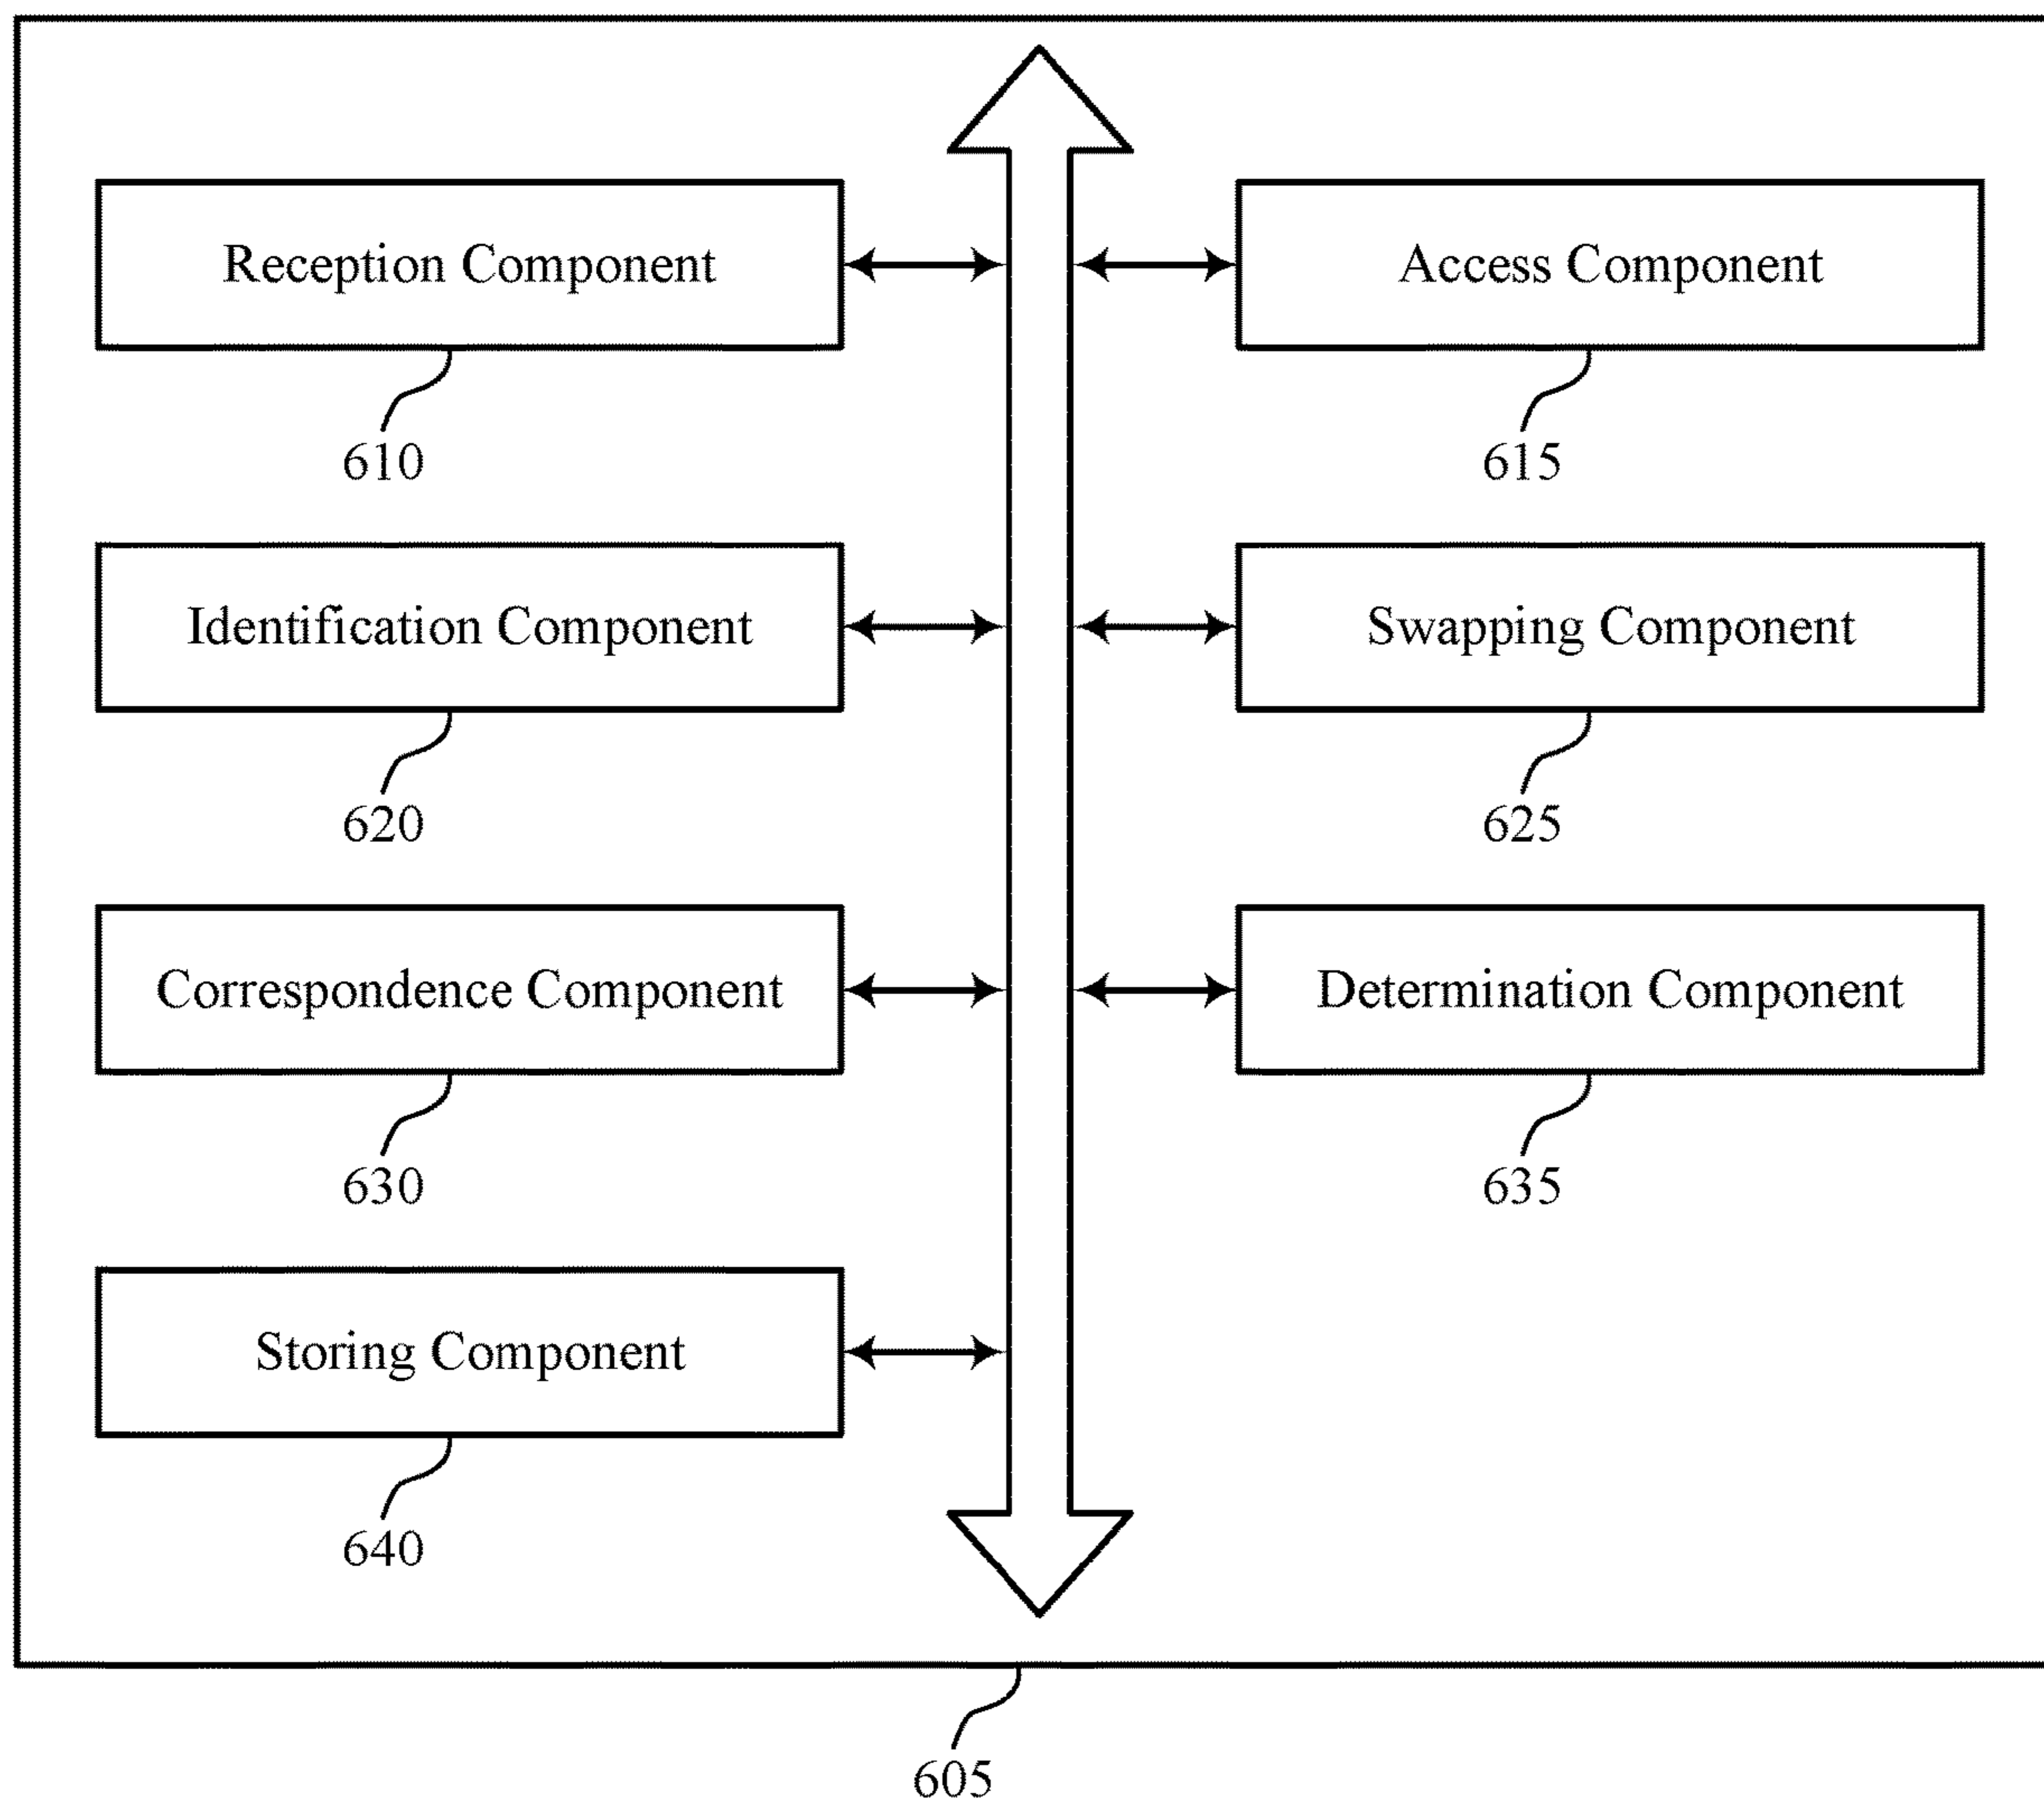 Reception Component
Access Component
610
615
Identification Component
Swapping Component
620
625
Correspondence Component
Determination Component
630
635
Storing Component
640
605